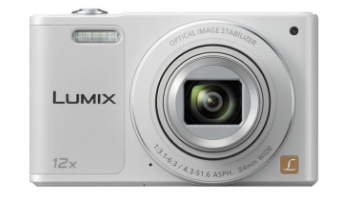 OPTICAL IMAGE STABILIZER
LUMIX
12x
1:3.1-6.3 / 4.3-51.6 ASPH. 24mm WIDE
L